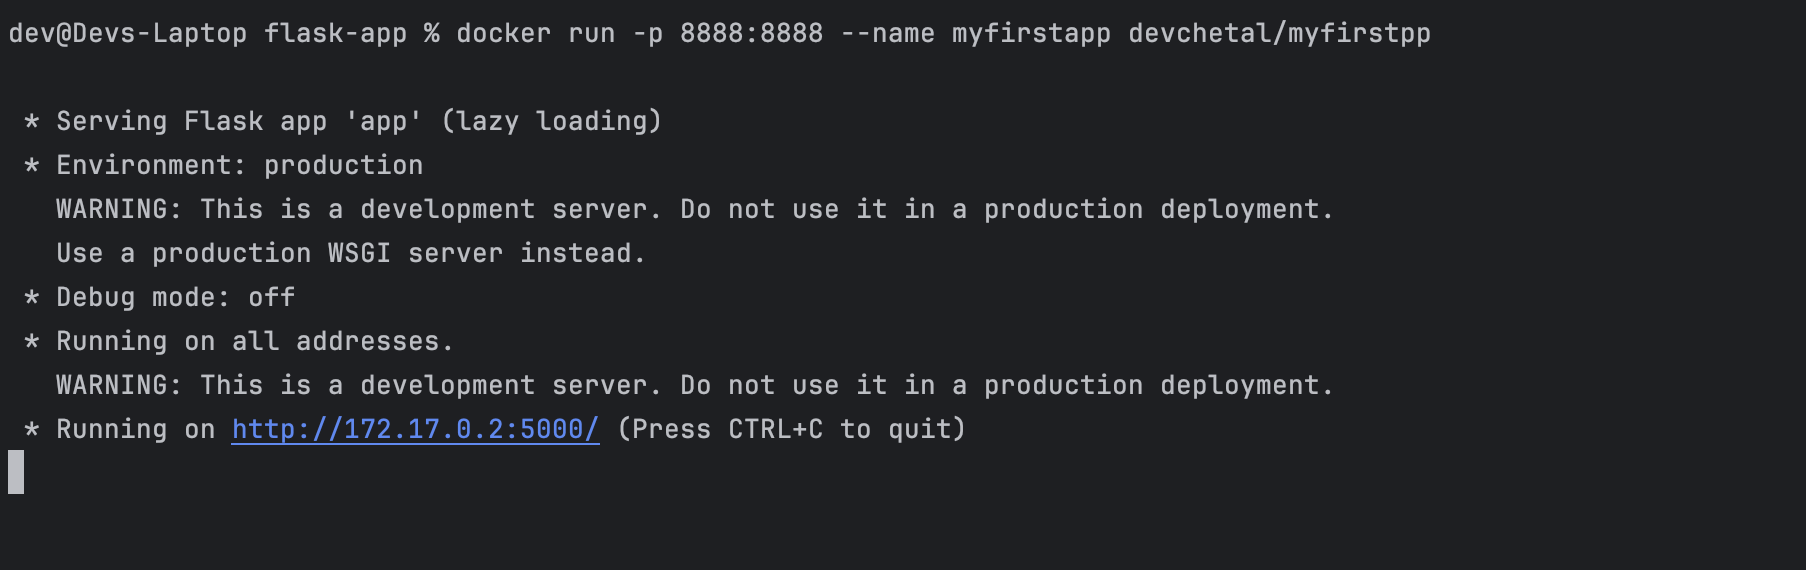 dev@Devs-Laptop flask-app % docker run -p 8888:8888 --name myfirstapp devchetal/myfirstpp
* Serving Flask app 'app' (lazy loading)
* Environment: production
WARNING: This is a development server. Do not use it in a production deployment.
Use a production WSGI server instead.
* Debug mode: off
* Running on all addresses.
WARNING: This is a development server. Do not use it in a production deployment.
* Running on http://172.17.0.2:5000/ (Press CTRL+C to quit)